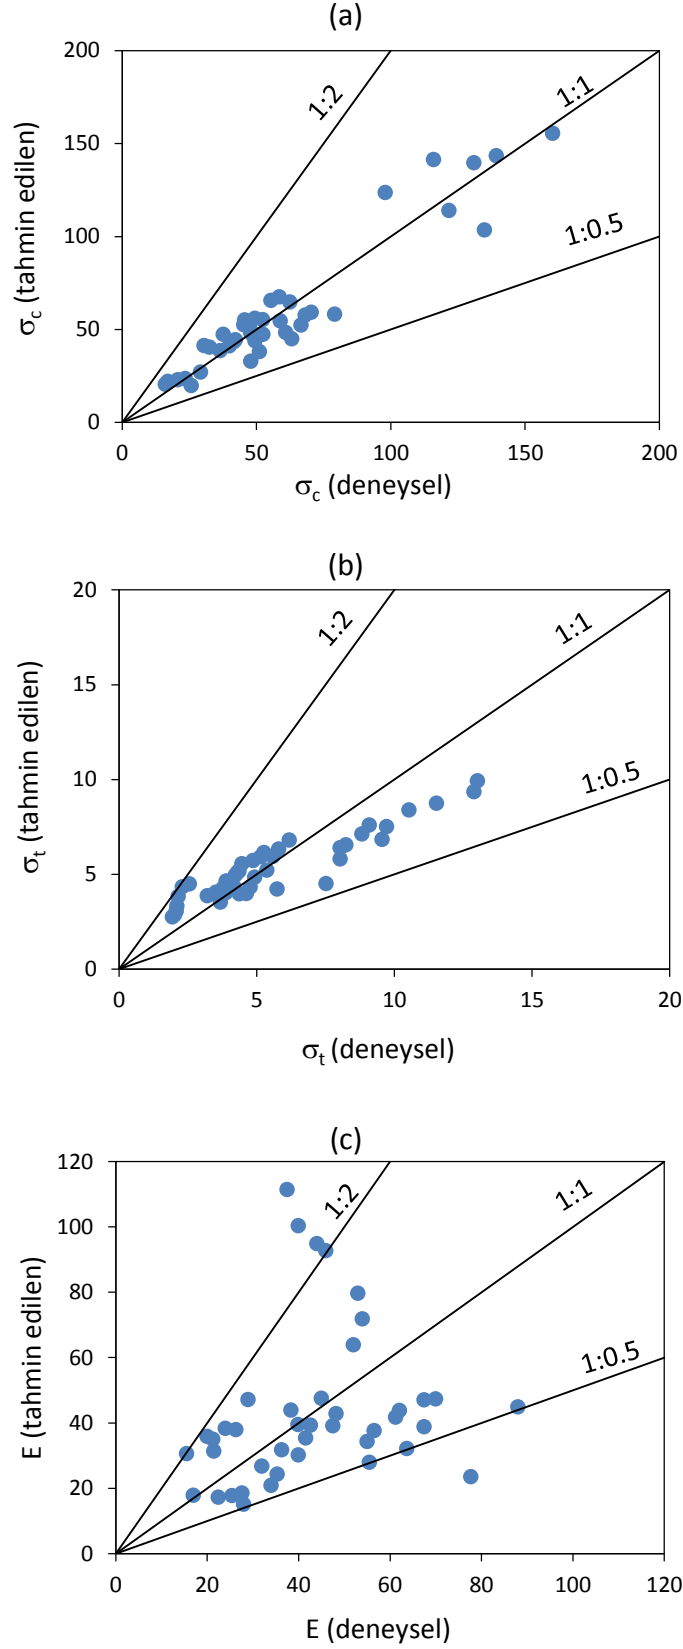 (a)
200
150
100
50
0
0 50 100 150 200
σc (tahmin edilen)
σc (deneysel)
1:2
1:1
1:0.5
(b)
20
15
10
5
0
0 5 10 15 20
σt (tahmin edilen)
σt (deneysel)
1:2
1:1
1:0.5
(c)
120
100
80
60
40
20
0
0 20 40 60 80 100 120
E (tahmin edilen)
E (deneysel)
1:2
1:1
1:0.5